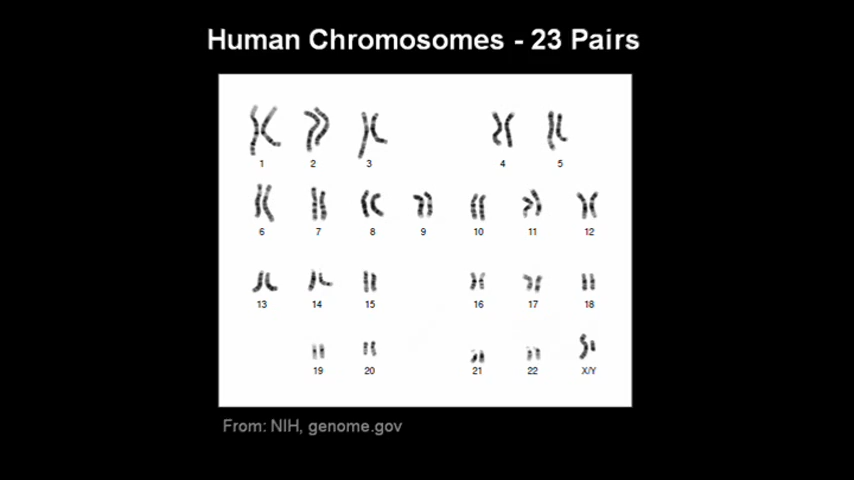 Human Chromosomes - 23 Pairs
1 2 3 4 5
6 7 8 9 10 11 12
13 14 15 16 17 18
19 20 21 22 X/Y
From: NIH, genome.gov